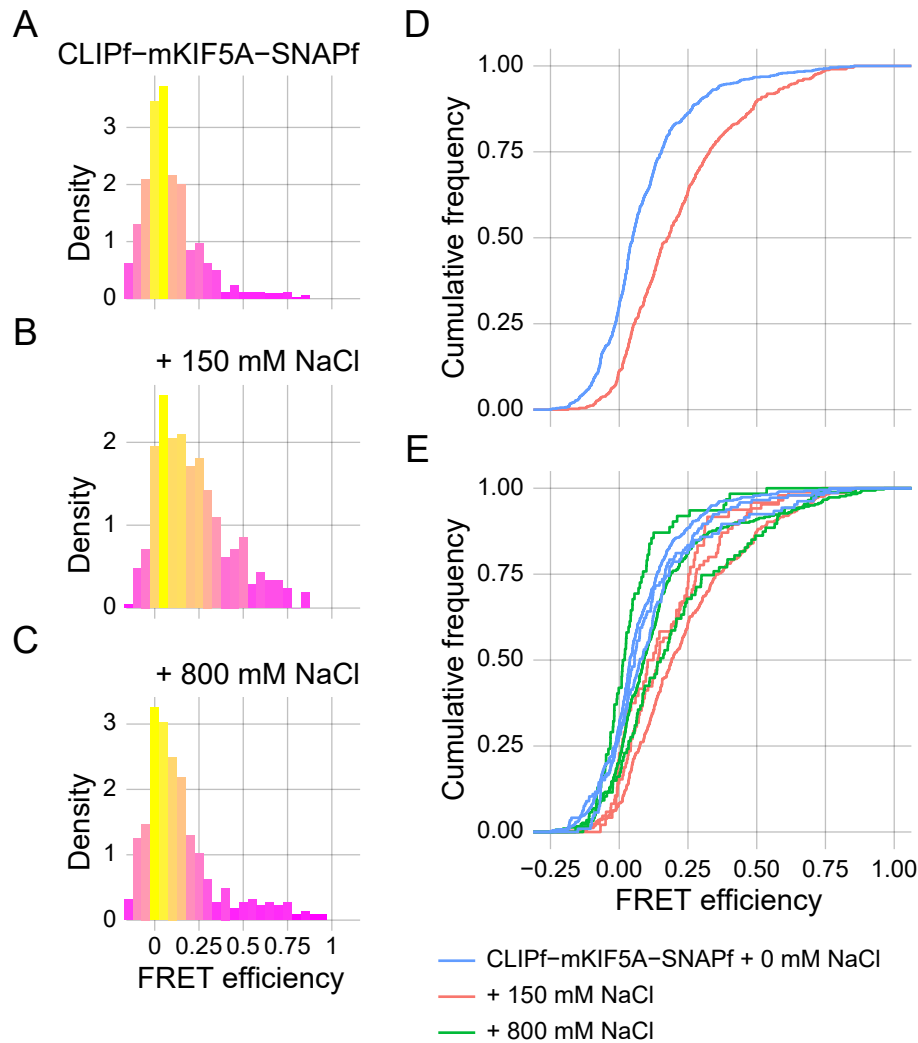 A
CLIPf−mKIF5A−SNAPf
Density
3
2
1
0
B
+ 150 mM NaCl
Density
2
1
0
C
+ 800 mM NaCl
Density
3
2
1
0
0 0.25 0.5 0.75 1
FRET efficiency
D
Cumulative frequency
1.00
0.75
0.50
0.25
0.00
E
Cumulative frequency
1.00
0.75
0.50
0.25
0.00
−0.25 0.00 0.25 0.50 0.75 1.00
FRET efficiency
CLIPf−mKIF5A−SNAPf + 0 mM NaCl
+ 150 mM NaCl
+ 800 mM NaCl